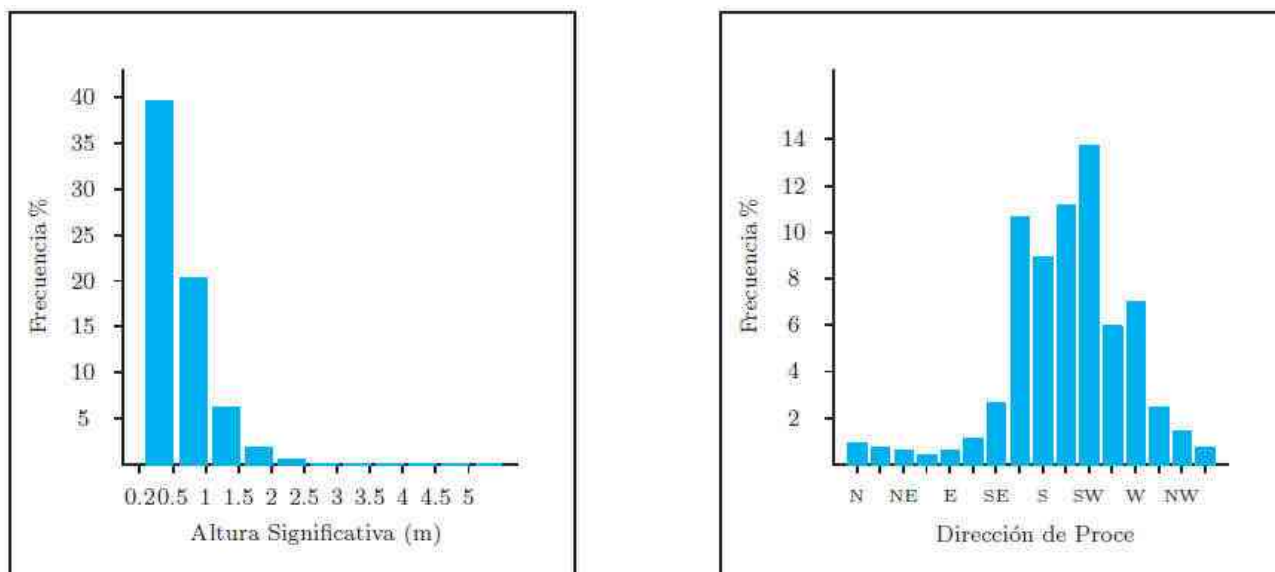 40
35
30
25
20
15
10
5
Frecuencia %
0.2 0.5 1 1.5 2 2.5 3 3.5 4 4.5 5
Altura Significativa (m)
14
12
10
8
6
4
2
Frecuencia %
N NE E SE S SW W NW
Dirección de Proce